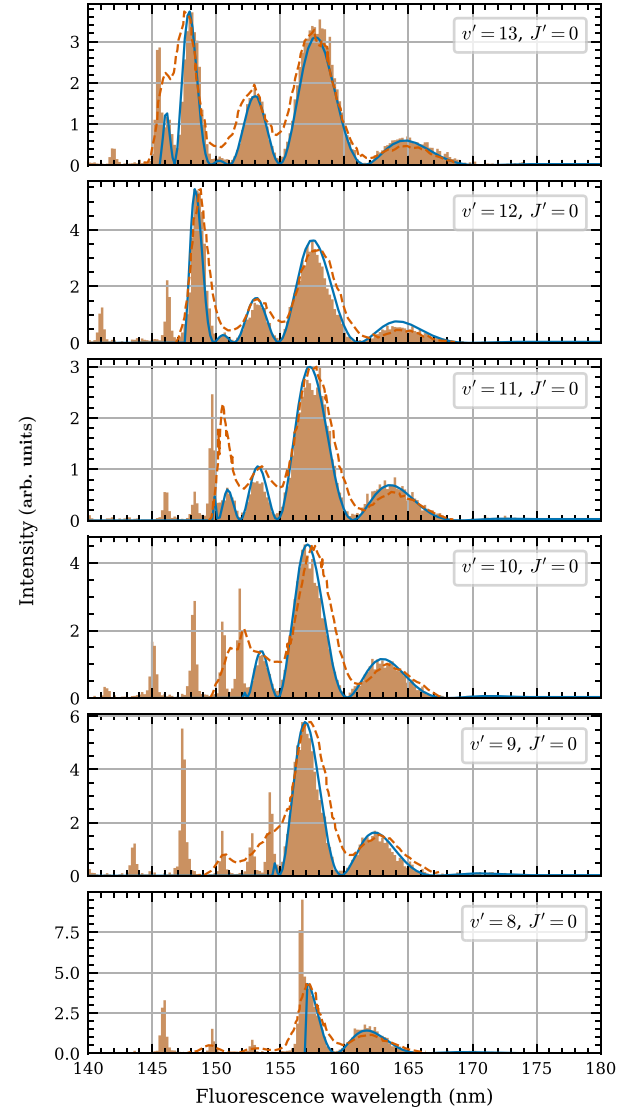 v′ = 13, J′ = 0
3
2
1
0
v′ = 12, J′ = 0
4
2
0
v′ = 11, J′ = 0
3
2
1
0
v′ = 10, J′ = 0
4
2
0
v′ = 9, J′ = 0
6
4
2
0
v′ = 8, J′ = 0
7.5
5.0
2.5
0.0
140 145 150 155 160 165 170 175 180
Fluorescence wavelength (nm)
Intensity (arb. units)